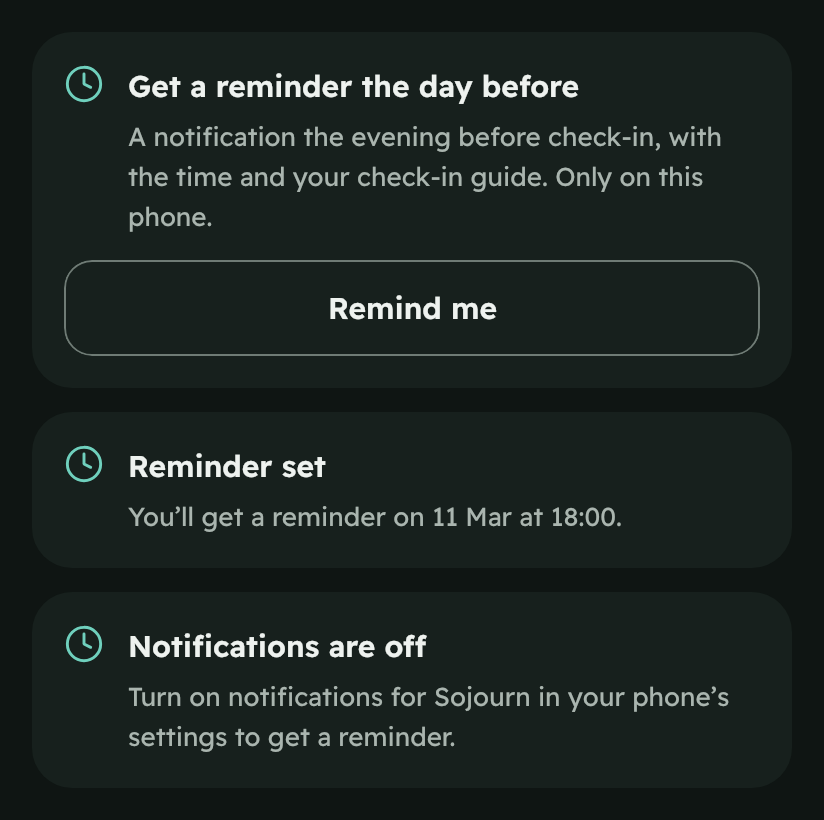 Get a reminder the day before
A notification the evening before check-in, with
the time and your check-in guide. Only on this
phone.
Remind me
Reminder set
You’ll get a reminder on 11 Mar at 18:00.
Notifications are off
Turn on notifications for Sojourn in your phone’s
settings to get a reminder.